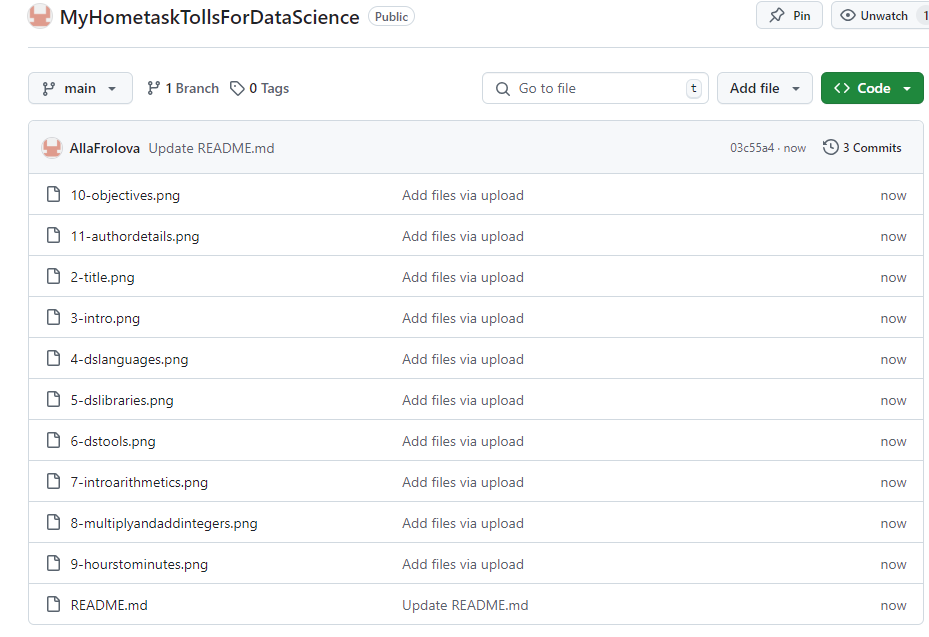 MyHometaskTollsForDataScience Public Pin Unwatch 1
main 1 Branch 0 Tags Go to file t Add file Code
AllaFrolova Update README.md 03c55a4 · now 3 Commits
10-objectives.png Add files via upload now
11-authordetails.png Add files via upload now
2-title.png Add files via upload now
3-intro.png Add files via upload now
4-dslanguages.png Add files via upload now
5-dslibraries.png Add files via upload now
6-dstools.png Add files via upload now
7-introarithmetics.png Add files via upload now
8-multiplyandaddintegers.png Add files via upload now
9-hourstominutes.png Add files via upload now
README.md Update README.md now